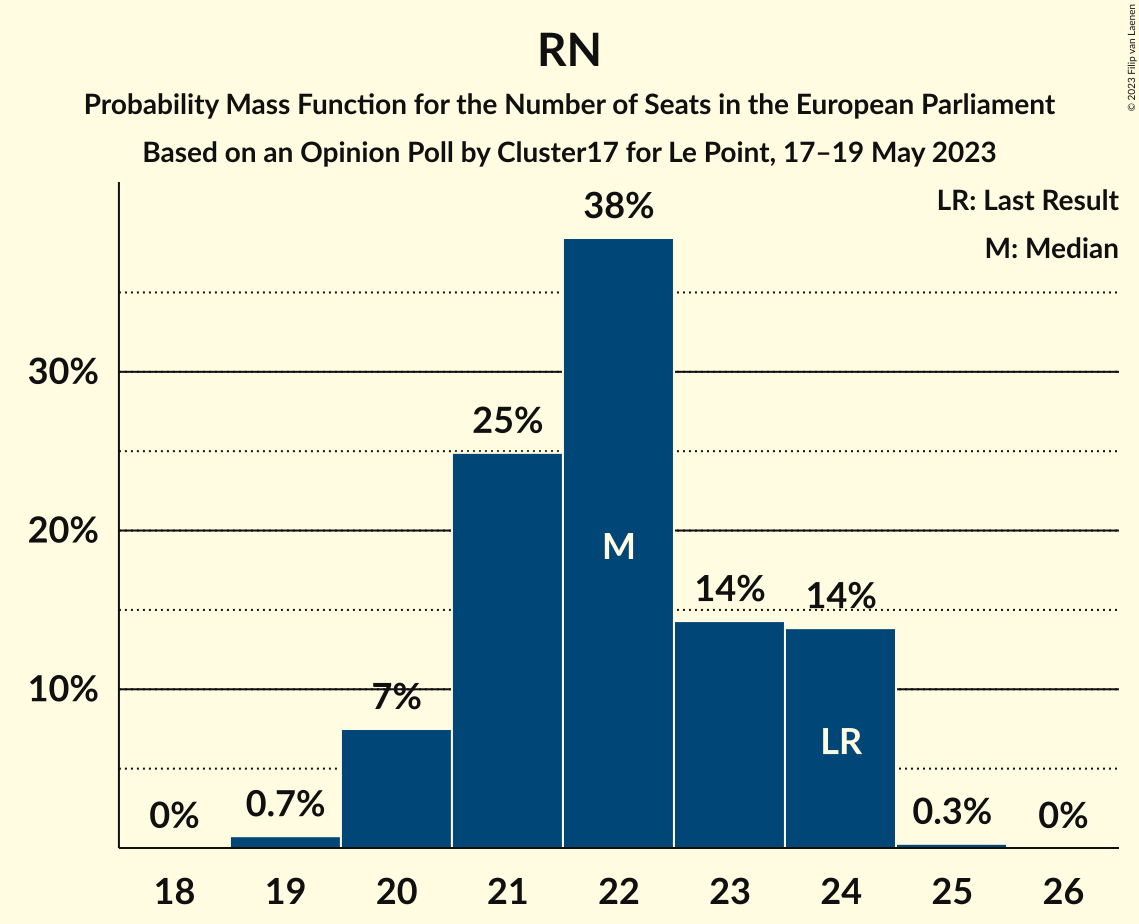 RN
Probability Mass Function for the Number of Seats in the European Parliament
Based on an Opinion Poll by Cluster17 for Le Point, 17–19 May 2023
© 2023 Filip van Laenen
LR: Last Result
M: Median
38%
30%
25%
20%
M
14%
14%
10%
7%
LR
0.7%
0.3%
0%
0%
18 19 20 21 22 23 24 25 26